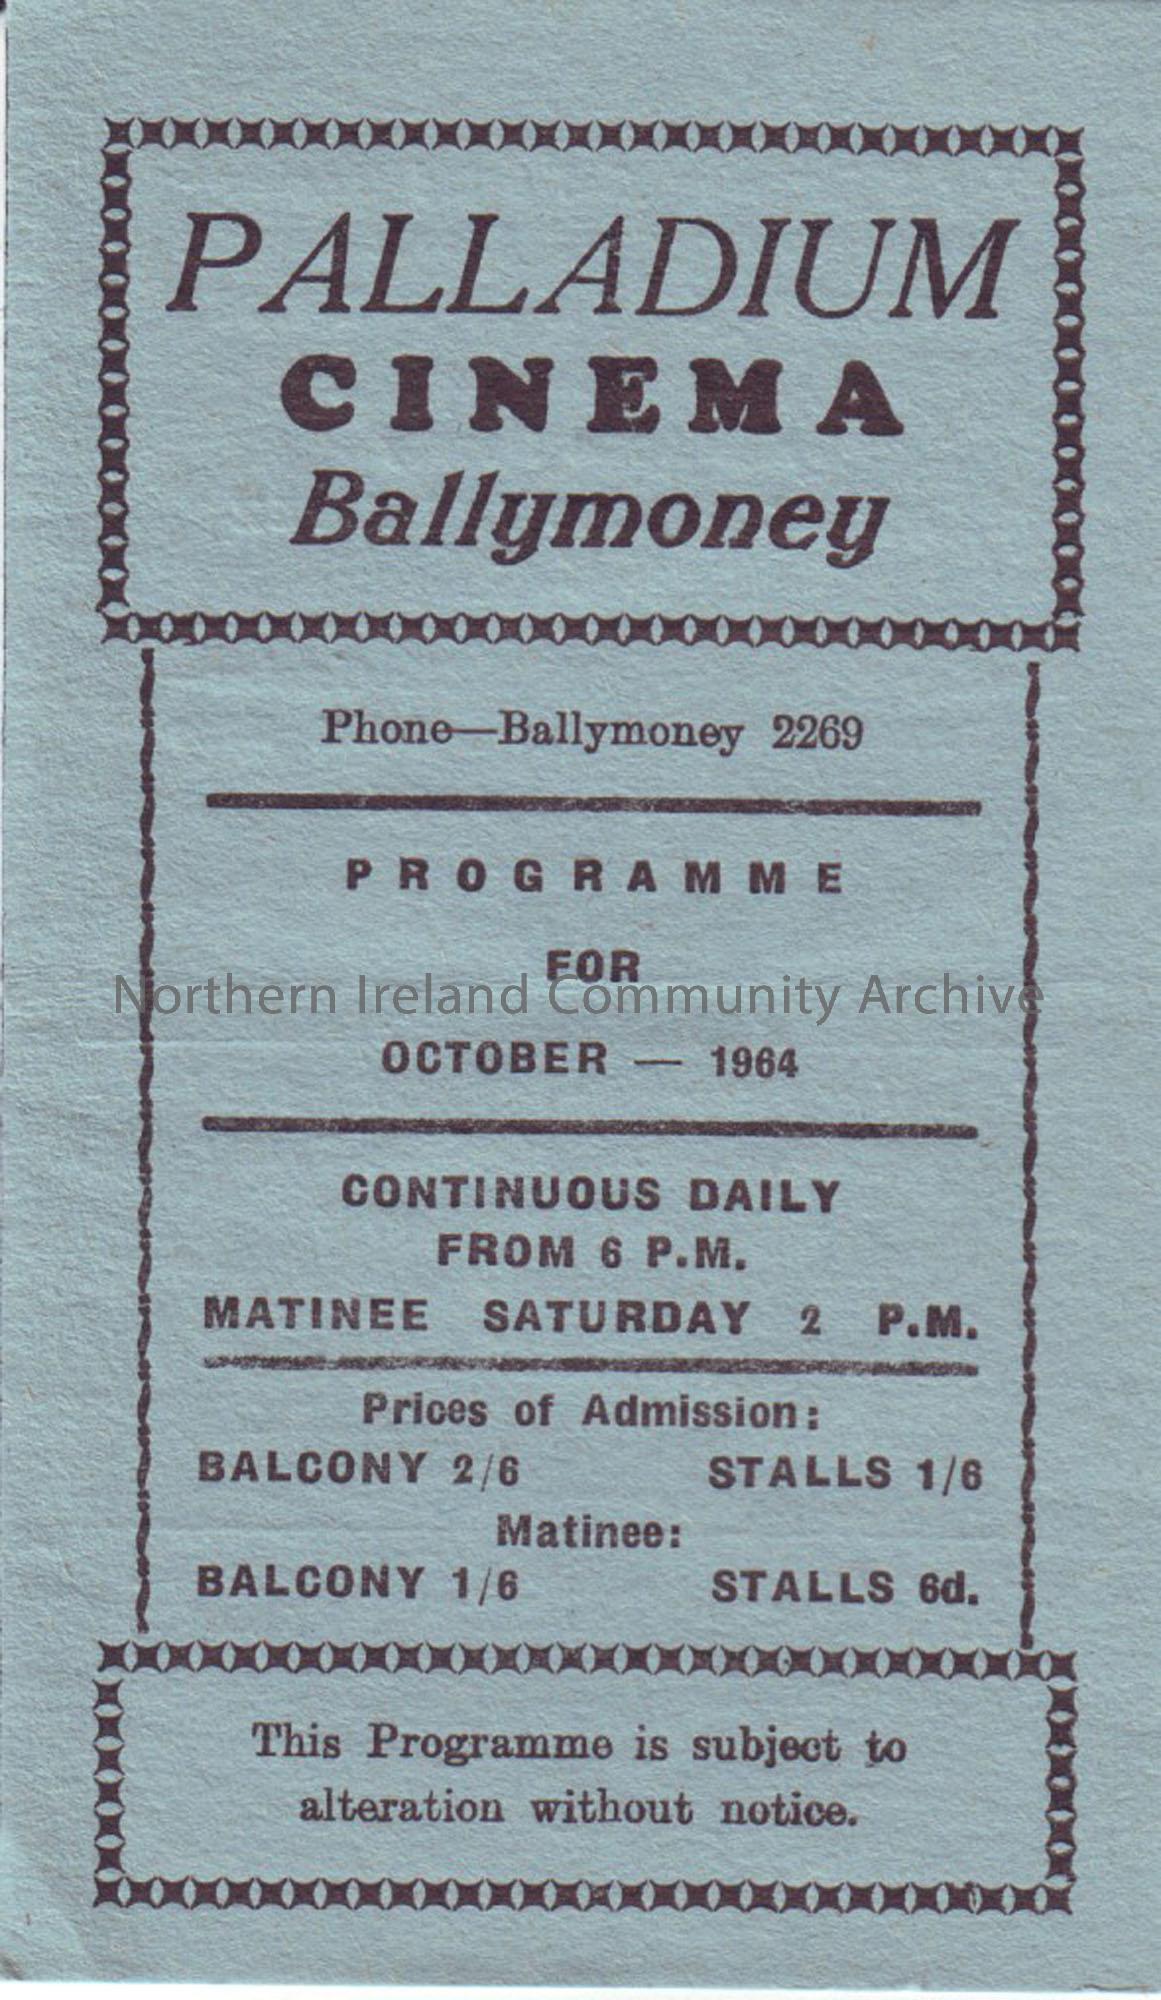 PALLADIUM
CINEMA
Ballymoney
Phone—Ballymoney 2269
PROGRAMME
FOR
Northern Ireland Community Archive
OCTOBER — 1964
CONTINUOUS DAILY
FROM 6 P.M.
MATINEE SATURDAY 2 P.M.
Prices of Admission:
BALCONY 2/6 STALLS 1/6
Matinee:
BALCONY 1/6 STALLS 6d.
This Programme is subject to
alteration without notice.